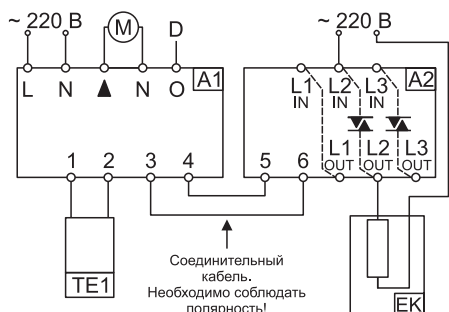 ~ 220 В
M
D
~ 220 В
L
N
▲
N
O
A1
L1
IN
L2
IN
L3
IN
A2
1
2
3
4
5
6
L1
OUT
L2
OUT
L3
OUT
TE1
Соединительный
кабель.
Необходимо соблюдать
полярность!
EK